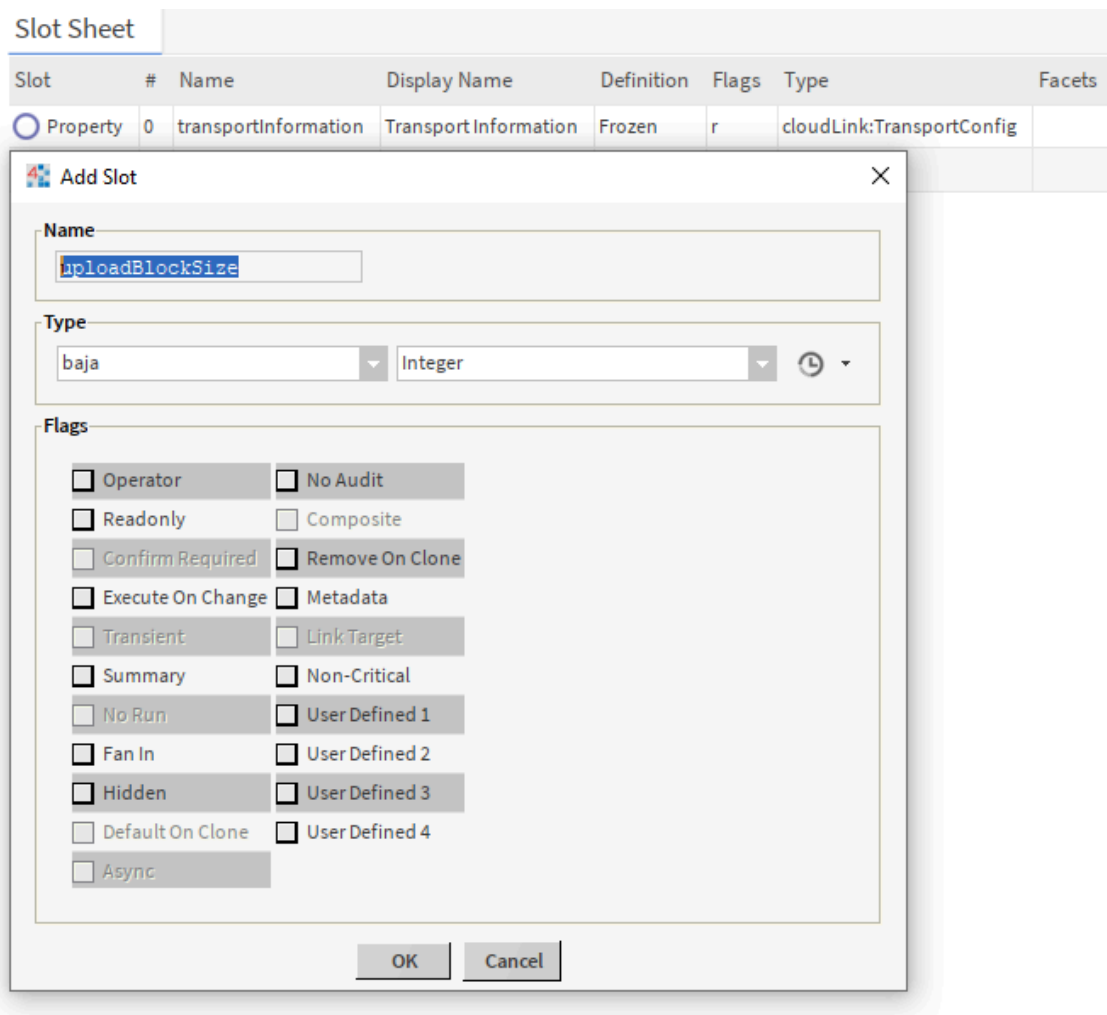 Slot Sheet
Slot # Name Display Name Definition Flags Type Facets
Property 0 transportInformation Transport Information Frozen r cloudLink:TransportConfig
4 Add Slot
Name
uploadBlockSize
Type
baja Integer
Flags
Operator No Audit
Readonly Composite
Confirm Required Remove On Clone
Execute On Change Metadata
Transient Link Target
Summary Non-Critical
No Run User Defined 1
Fan In User Defined 2
Hidden User Defined 3
Default On Clone User Defined 4
Async
OK Cancel